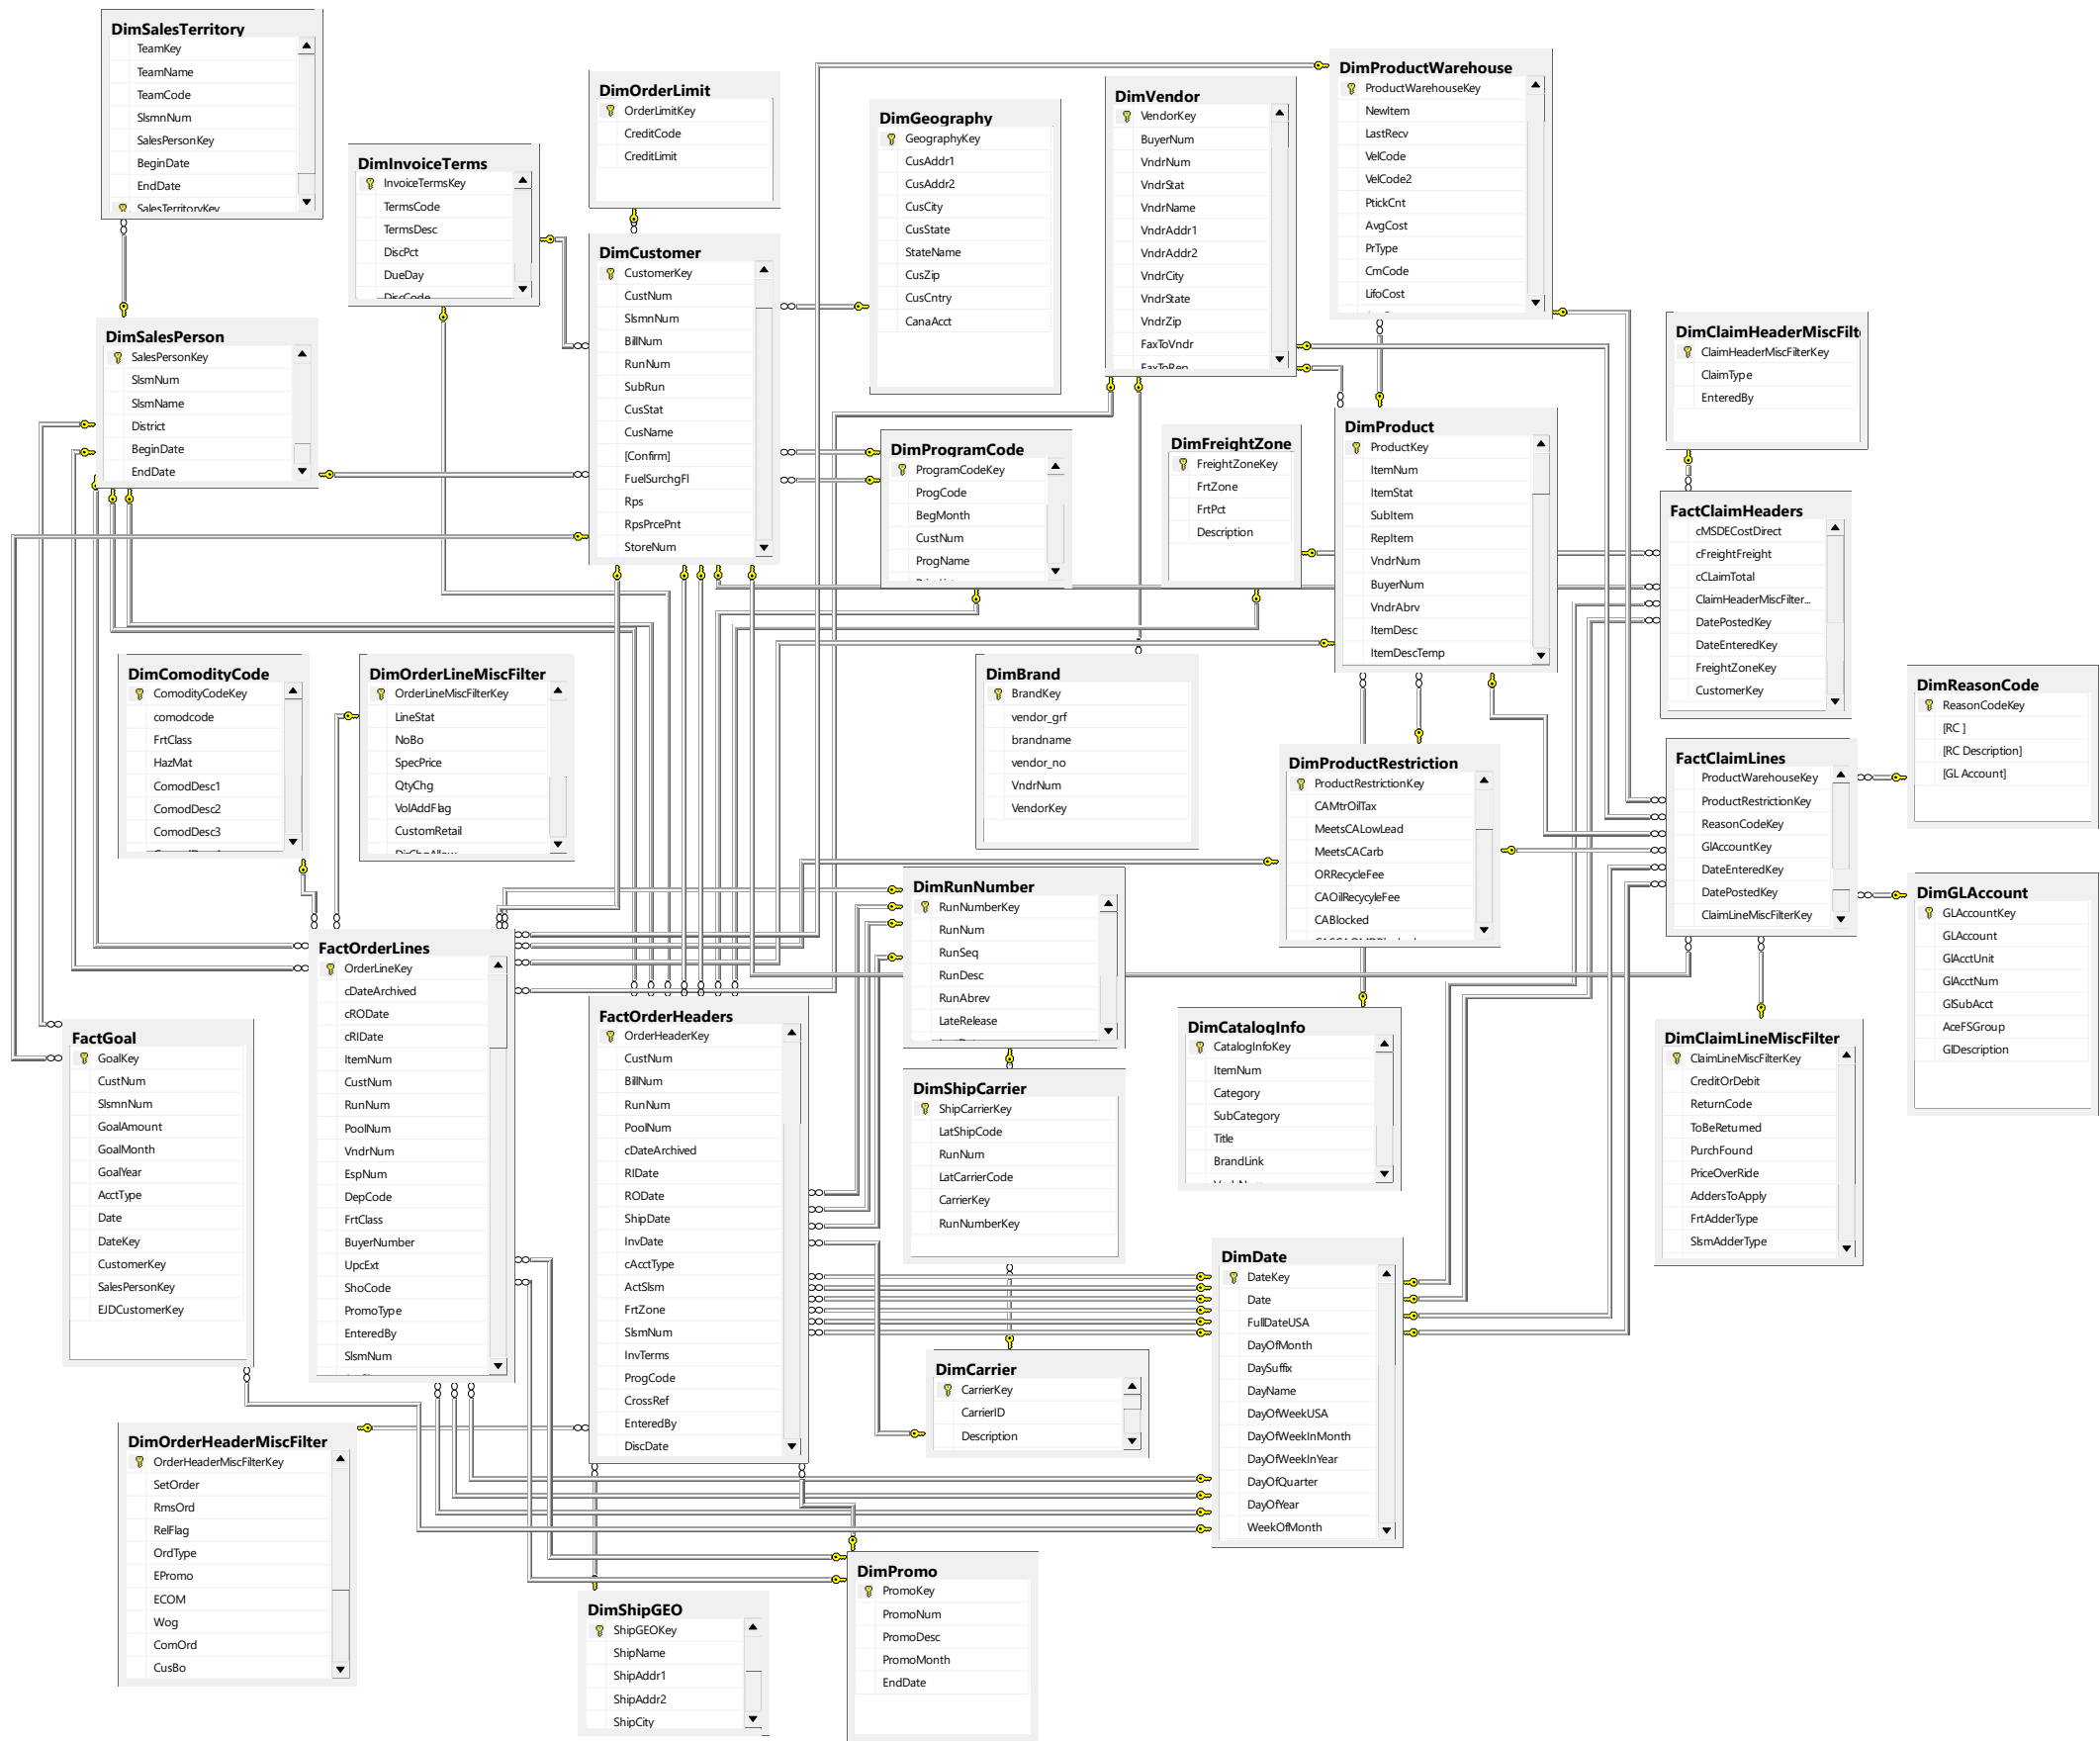 DimSalesTerritory
TeamKey
TeamName
TeamCode
SlsmnNum
SalesPersonKey
BeginDate
EndDate
SalesTerritoryKey
DimInvoiceTerms
InvoiceTermsKey
TermsCode
TermsDesc
DiscPct
DueDay
DiscCode
DimOrderLimit
OrderLimitKey
CreditCode
CreditLimit
DimCustomer
CustomerKey
CustNum
SlsmnNum
BillNum
RunNum
SubRun
CusStat
CusName
[Confirm]
FuelSurchgFl
Rps
RpsPrcePnt
StoreNum
DimGeography
GeographyKey
CusAddr1
CusAddr2
CusCity
CusState
StateName
CusZip
CusCntry
CanaAcct
DimVendor
VendorKey
BuyerNum
VndrNum
VndrStat
VndrName
VndrAddr1
VndrAddr2
VndrCity
VndrState
VndrZip
FaxToVndr
FaxToRep
DimProductWarehouse
ProductWarehouseKey
NewItem
LastRecv
VelCode
VelCode2
PtickCnt
AvgCost
PrType
CmCode
LifoCost
DimClaimHeaderMiscFilt
ClaimHeaderMiscFilterKey
ClaimType
EnteredBy
DimSalesPerson
SalesPersonKey
SlsmNum
SlsmName
District
BeginDate
EndDate
DimProgramCode
ProgramCodeKey
ProgCode
BegMonth
CustNum
ProgName
DimFreightZone
FreightZoneKey
FrtZone
FrtPct
Description
DimProduct
ProductKey
ItemNum
ItemStat
SubItem
RepItem
VndrNum
BuyerNum
VndrAbrv
ItemDesc
ItemDescTemp
FactClaimHeaders
cMSDECostDirect
cFreightFreight
cCLaimTotal
ClaimHeaderMiscFilter...
DatePostedKey
DateEnteredKey
FreightZoneKey
CustomerKey
DimComodityCode
ComodityCodeKey
comodcode
FrtClass
HazMat
ComodDesc1
ComodDesc2
ComodDesc3
DimOrderLineMiscFilter
OrderLineMiscFilterKey
LineStat
NoBo
SpecPrice
QtyChg
VolAddFlag
CustomRetail
DirChgAllow
DimBrand
BrandKey
vendor_grf
brandname
vendor_no
VndrNum
VendorKey
DimProductRestriction
ProductRestrictionKey
CAMtrOilTax
MeetsCALowLead
MeetsCACarb
ORRecycleFee
CAOilRecycyleFee
CABlocked
DimReasonCode
ReasonCodeKey
[RC ]
[RC Description]
[GL Account]
FactClaimLines
ProductWarehouseKey
ProductRestrictionKey
ReasonCodeKey
GlAccountKey
DateEnteredKey
DatePostedKey
ClaimLineMiscFilterKey
DimGLAccount
GLAccountKey
GLAccount
GlAcctUnit
GlAcctNum
GlSubAcct
AceFSGroup
GlDescription
DimRunNumber
RunNumberKey
RunNum
RunSeq
RunDesc
RunAbrev
LateRelease
FactOrderLines
OrderLineKey
cDateArchived
cRODate
cRIDate
ItemNum
CustNum
RunNum
PoolNum
VndrNum
EspNum
DepCode
FrtClass
BuyerNumber
UpcExt
ShoCode
PromoType
EnteredBy
SlsmNum
FactOrderHeaders
OrderHeaderKey
CustNum
BillNum
RunNum
PoolNum
cDateArchived
RIDate
RODate
ShipDate
InvDate
cAcctType
ActSlsm
FrtZone
SlsmNum
InvTerms
ProgCode
CrossRef
EnteredBy
DiscDate
FactGoal
GoalKey
CustNum
SlsmnNum
GoalAmount
GoalMonth
GoalYear
AcctType
Date
DateKey
CustomerKey
SalesPersonKey
EJDCustomerKey
DimShipCarrier
ShipCarrierKey
LatShipCode
RunNum
LatCarrierCode
CarrierKey
RunNumberKey
DimCatalogInfo
CatalogInfoKey
ItemNum
Category
SubCategory
Title
BrandLink
DimClaimLineMiscFilter
ClaimLineMiscFilterKey
CreditOrDebit
ReturnCode
ToBeReturned
PurchFound
PriceOverRide
AddersToApply
FrtAdderType
SlsmAdderType
DimDate
DateKey
Date
FullDateUSA
DayOfMonth
DaySuffix
DayName
DayOfWeekUSA
DayOfWeekInMonth
DayOfWeekInYear
DayOfQuarter
DayOfYear
WeekOfMonth
DimCarrier
CarrierKey
CarrierID
Description
DimOrderHeaderMiscFilter
OrderHeaderMiscFilterKey
SetOrder
RmsOrd
RelFlag
OrdType
EPromo
ECOM
Wog
ComOrd
CusBo
DimShipGEO
ShipGEOKey
ShipName
ShipAddr1
ShipAddr2
ShipCity
DimPromo
PromoKey
PromoNum
PromoDesc
PromoMonth
EndDate